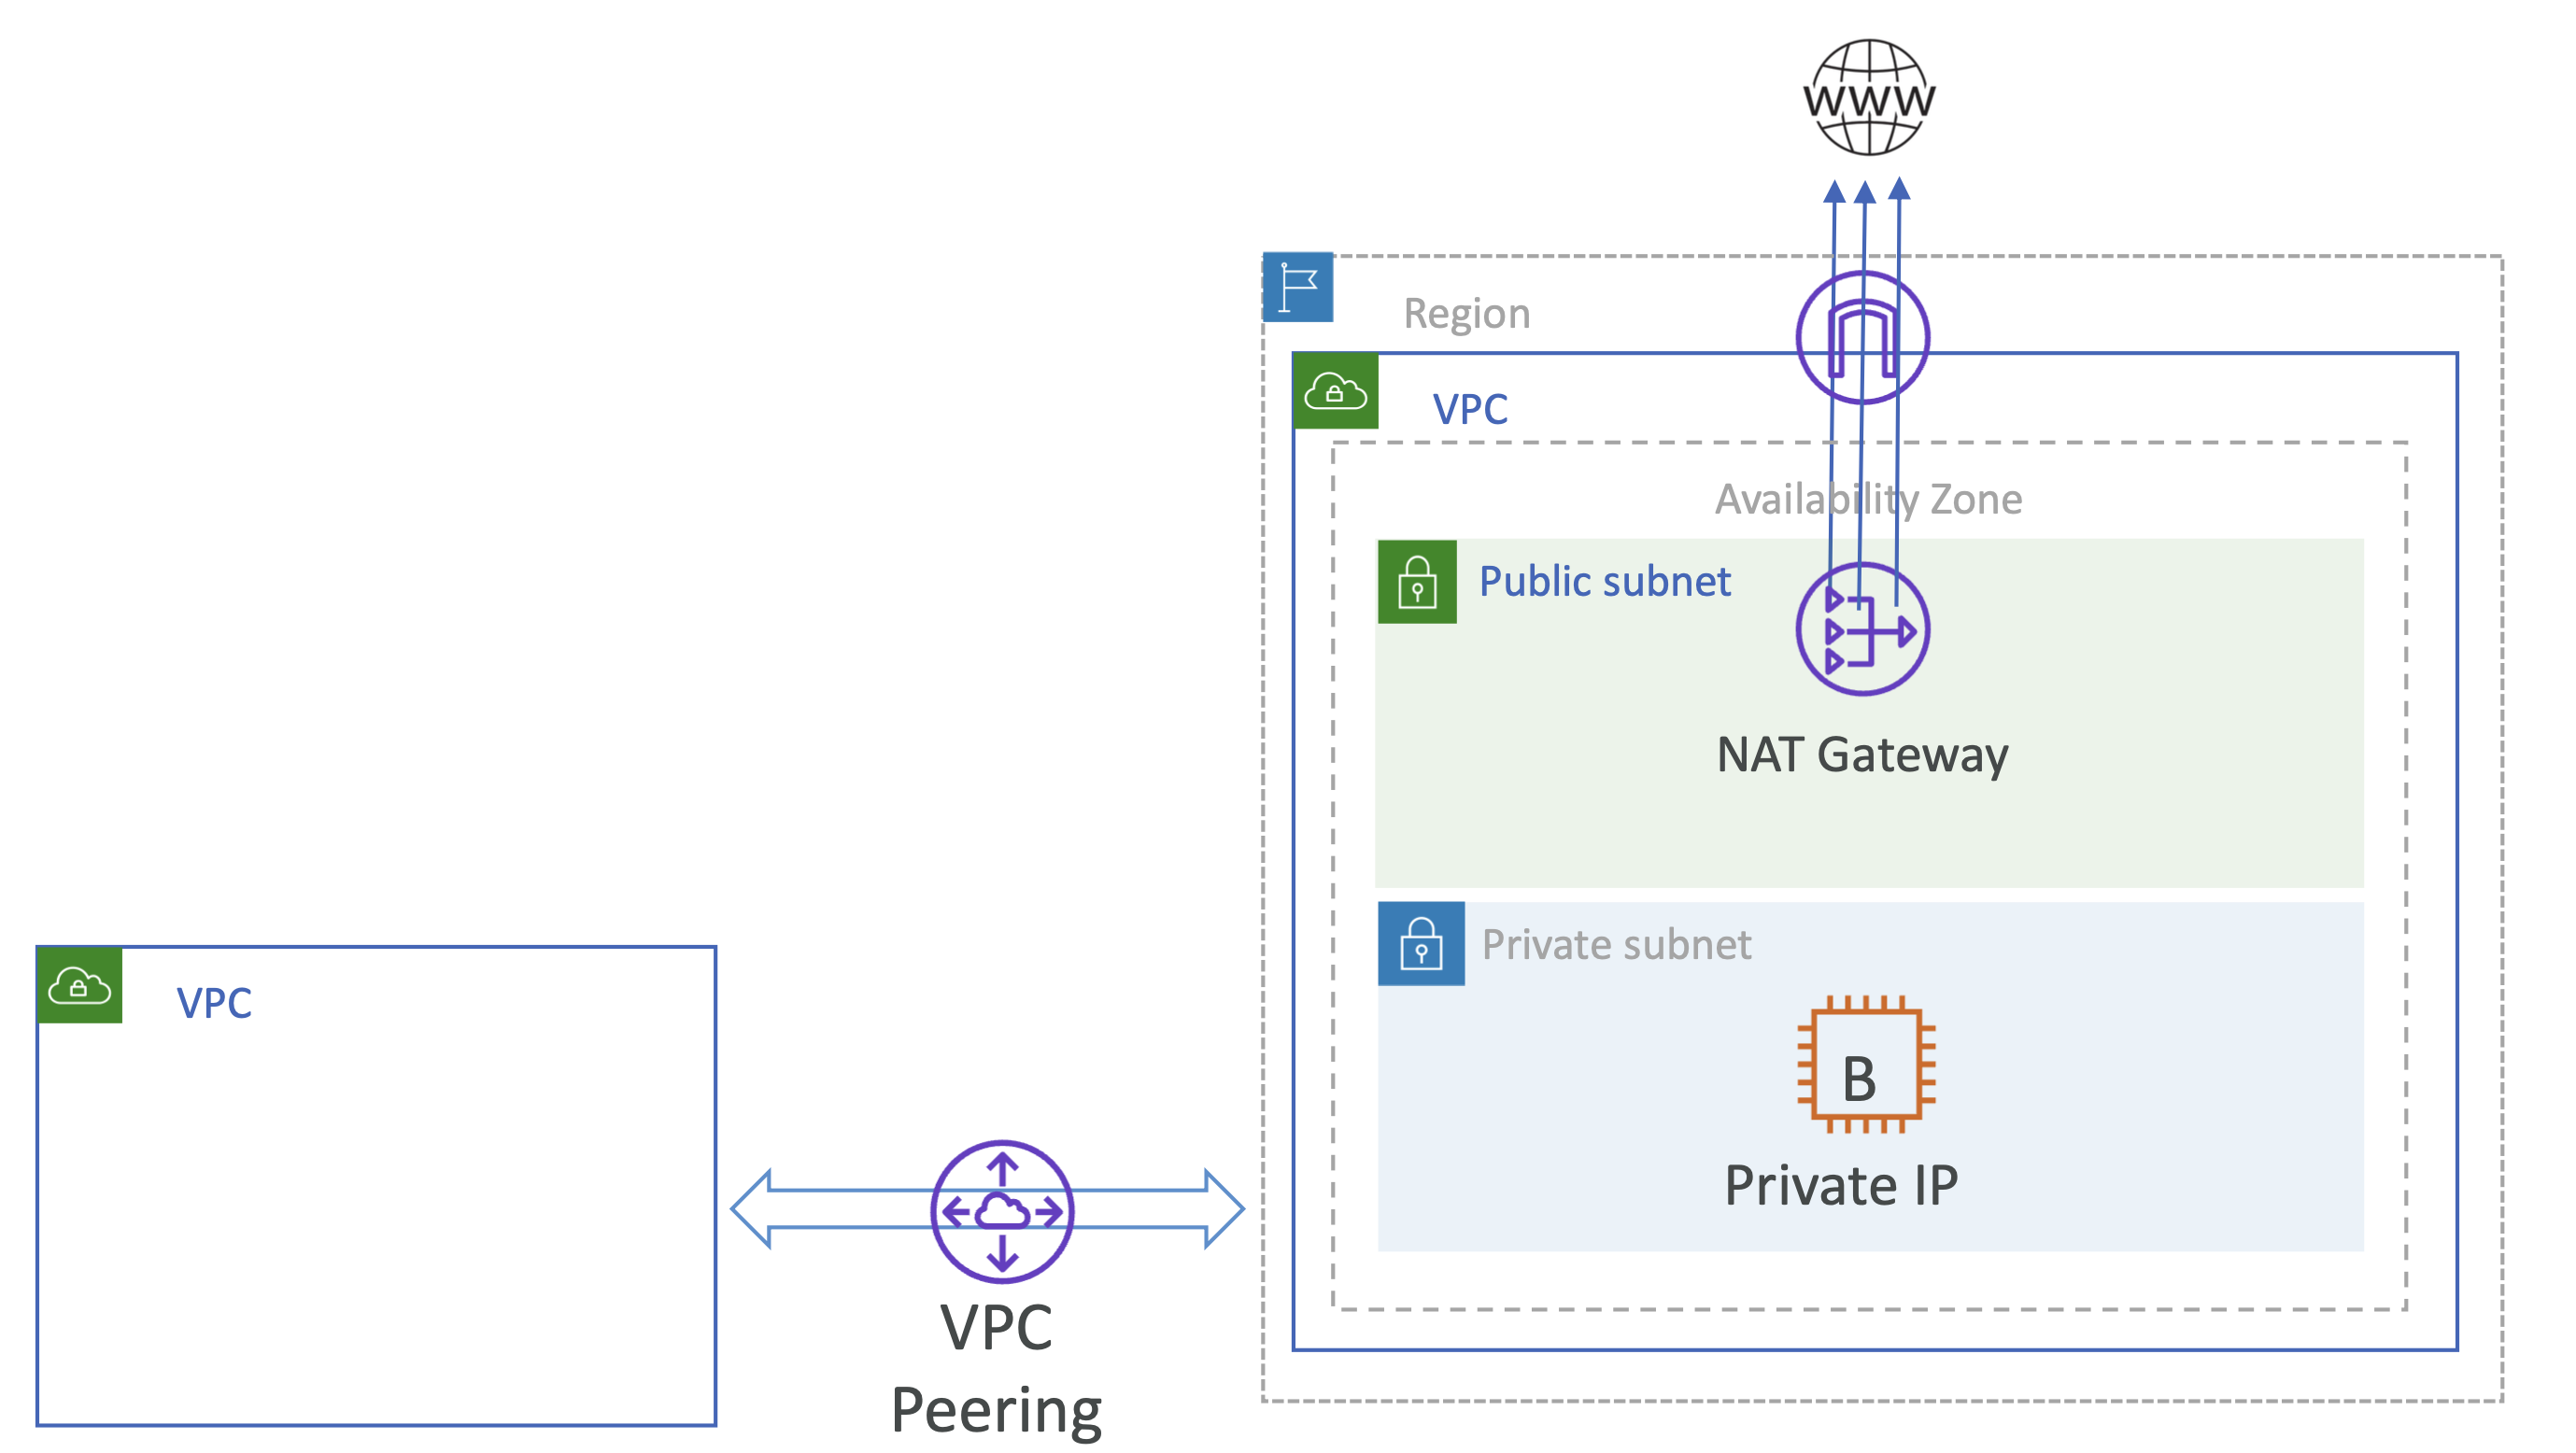 WWW
Region
VPC
Availability Zone
Public subnet
NAT Gateway
Private subnet
B
Private IP
VPC
VPC
Peering